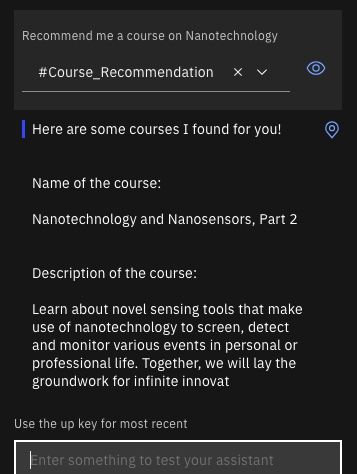 Recommend me a course on Nanotechnology
#Course_Recommendation
Here are some courses I found for you!
Name of the course:
Nanotechnology and Nanosensors, Part 2
Description of the course:
Learn about novel sensing tools that make
use of nanotechnology to screen, detect
and monitor various events in personal or
professional life. Together, we will lay the
groundwork for infinite innovat
Use the up key for most recent
Enter something to test your assistant